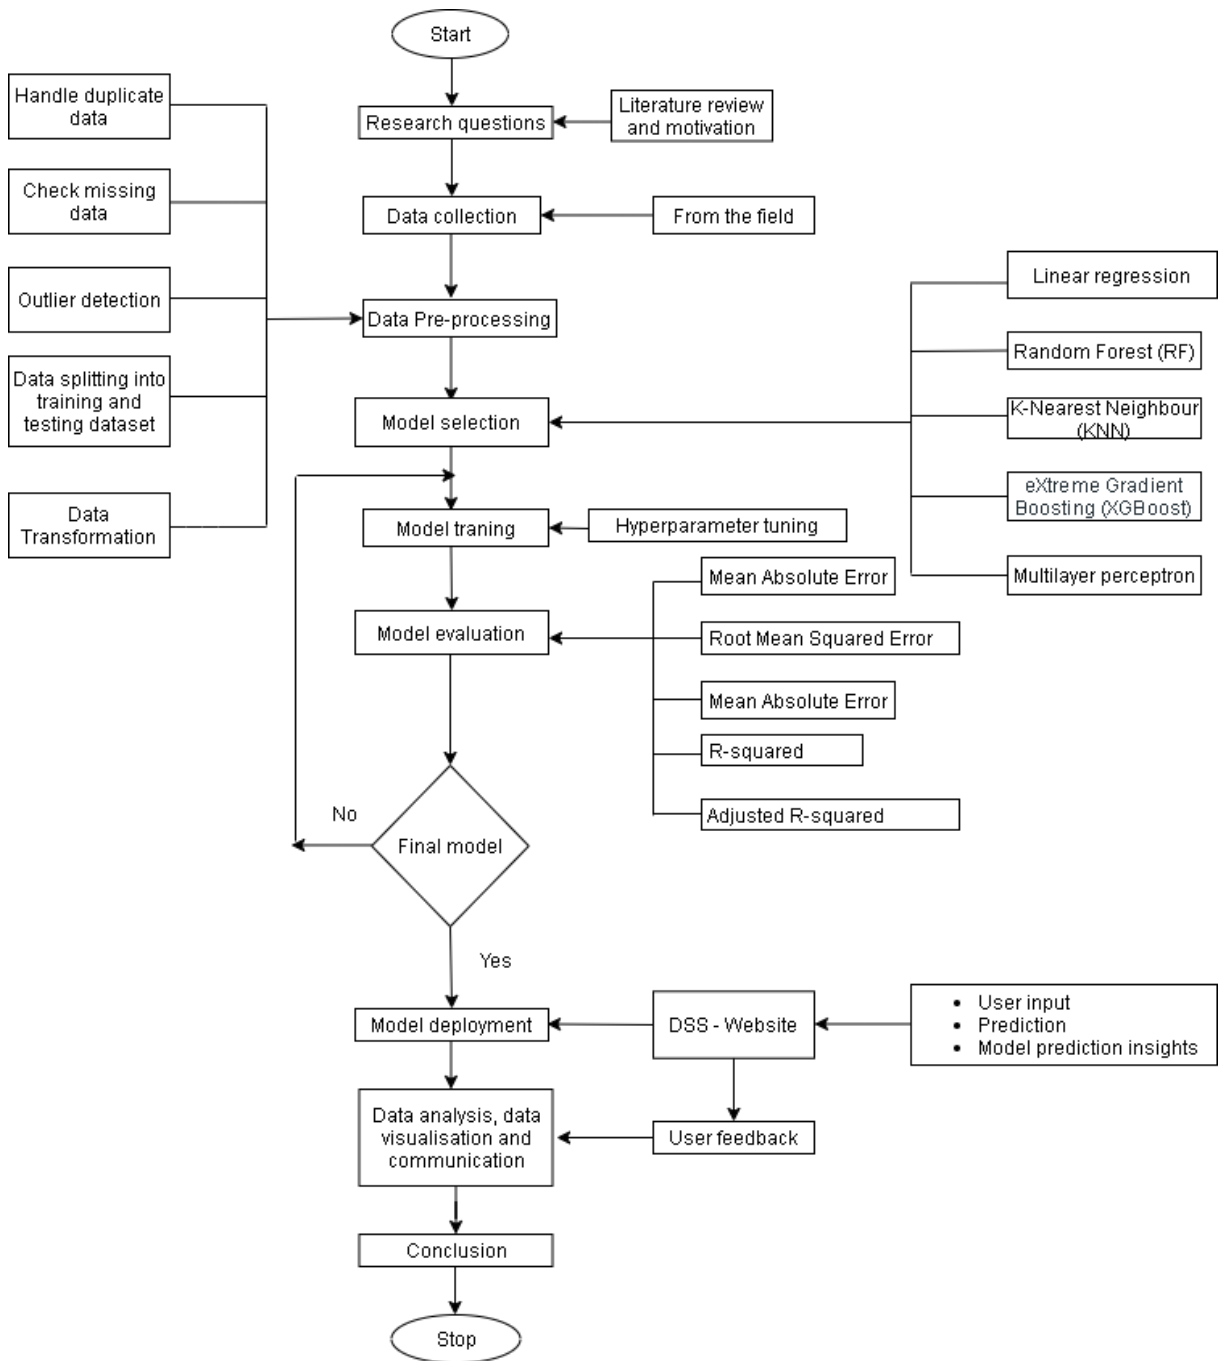 Start
Handle duplicate
data
Literature review
and motivation
Research questions
Check missing
data
Data collection
From the field
Linear regression
Outlier detection
Data Pre-processing
Random Forest (RF)
Data splitting into
training and
testing dataset
Model selection
K-Nearest Neighbour
(KNN)
eXtreme Gradient
Boosting (XGBoost)
Data
Transformation
Model traning
Hyperparameter tuning
Mean Absolute Error
Multilayer perceptron
Model evaluation
Root Mean Squared Error
Mean Absolute Error
R-squared
No
Adjusted R-squared
Final model
Yes
Model deployment
DSS - Website
• User input
• Prediction
• Model prediction insights
Data analysis, data
visualisation and
communication
User feedback
Conclusion
Stop